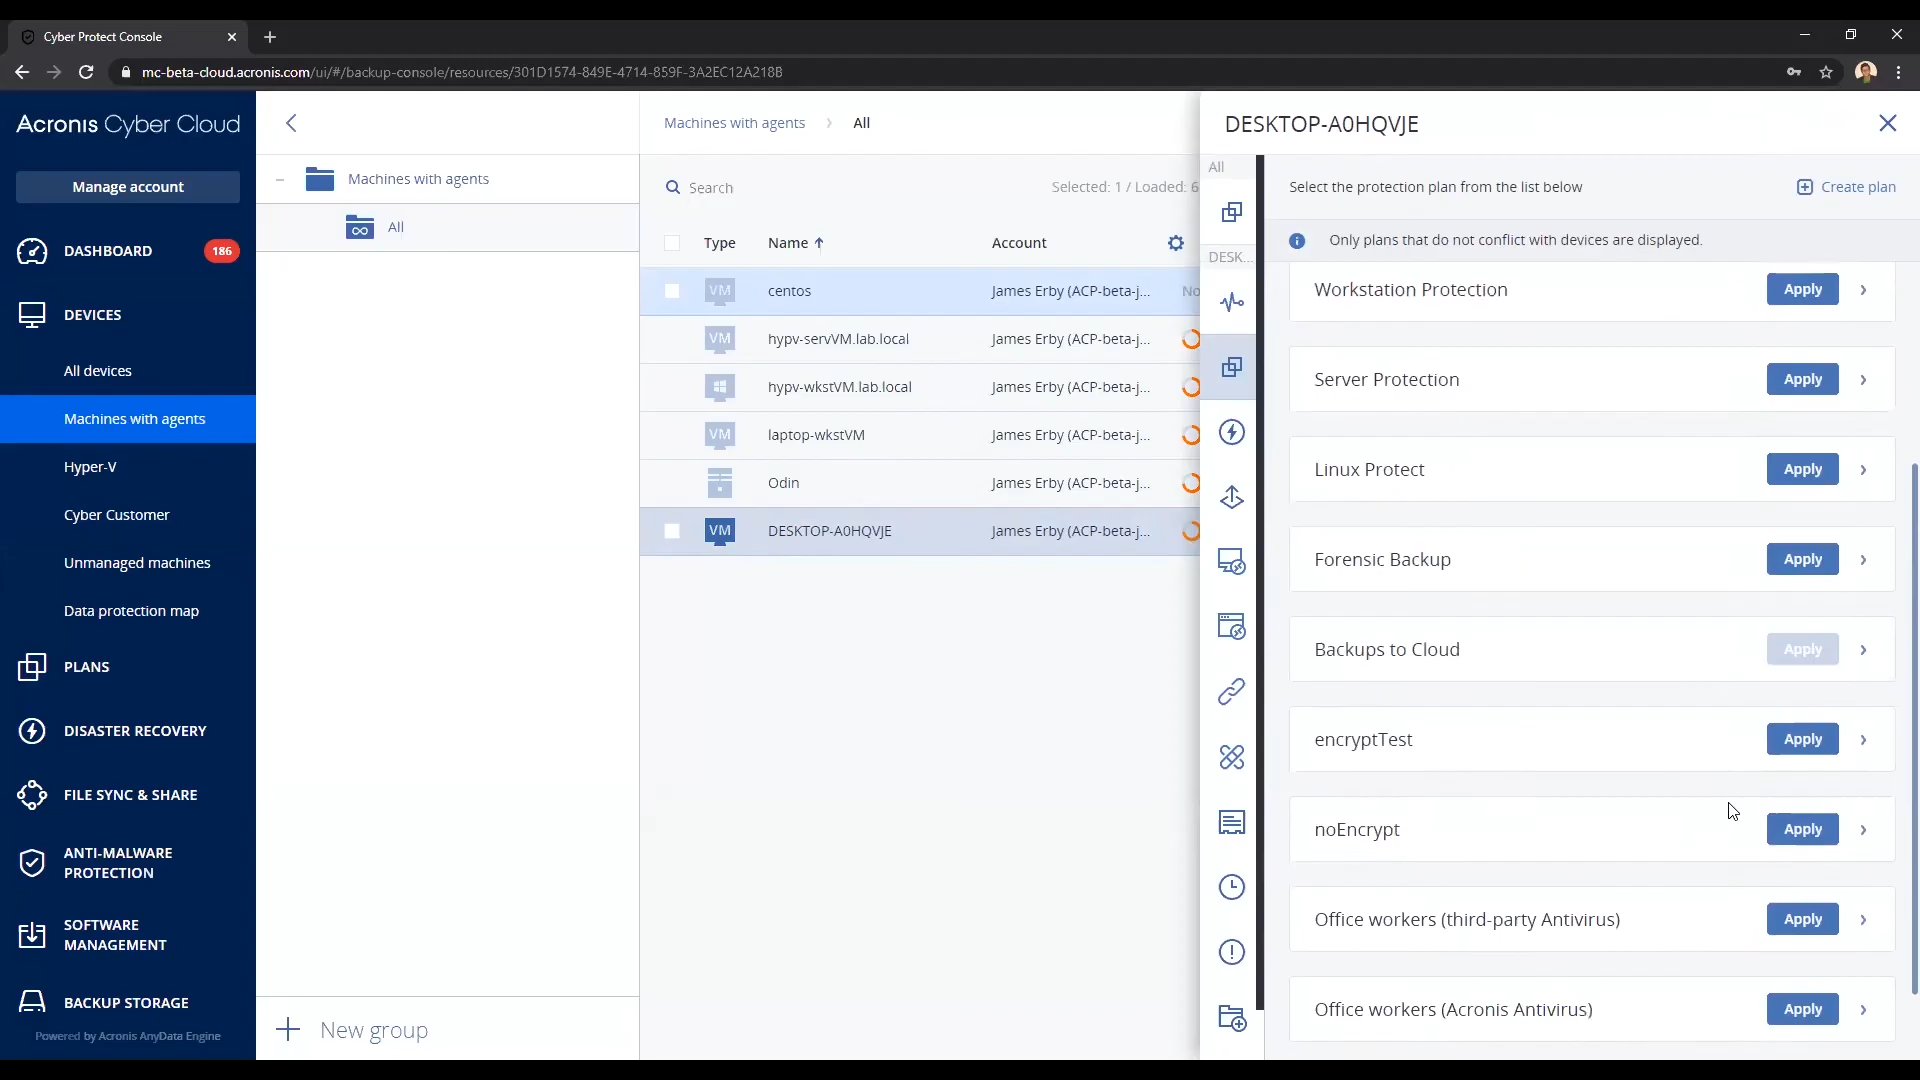 Cyber Protect Console
mc-beta-cloud.acronis.com/ui/#/backup-console/resources/301D1574-849E-4714-859F-3A2EC12A218B
Acronis Cyber Cloud
Manage account
DASHBOARD
186
DEVICES
All devices
Machines with agents
Hyper-V
Cyber Customer
Unmanaged machines
Data protection map
PLANS
DISASTER RECOVERY
FILE SYNC & SHARE
ANTI-MALWARE
PROTECTION
SOFTWARE
MANAGEMENT
BACKUP STORAGE
Powered by Acronis AnyData Engine
Machines with agents
All
New group
Machines with agents > All
Search
Selected: 1 / Loaded: 6
Type Name Account
VM centos James Erby (ACP-beta-j... No
VM hypv-servVM.lab.local James Erby (ACP-beta-j...
hypv-wkstVM.lab.local James Erby (ACP-beta-j...
VM laptop-wkstVM James Erby (ACP-beta-j...
Odin James Erby (ACP-beta-j...
VM DESKTOP-A0HQVJE James Erby (ACP-beta-j...
DESKTOP-A0HQVJE
All
DESK...
Select the protection plan from the list below
Create plan
Only plans that do not conflict with devices are displayed.
Workstation Protection Apply
Server Protection Apply
Linux Protect Apply
Forensic Backup Apply
Backups to Cloud Apply
encryptTest Apply
noEncrypt Apply
Office workers (third-party Antivirus) Apply
Office workers (Acronis Antivirus) Apply